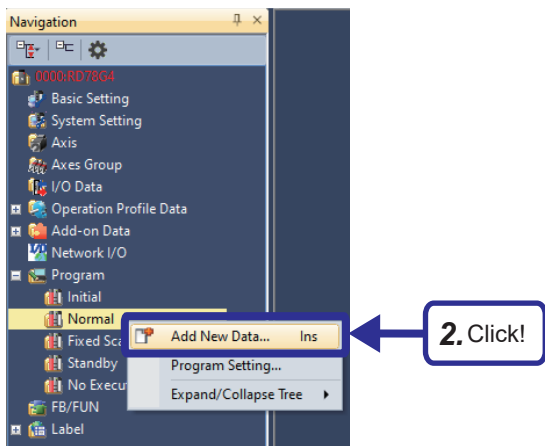 Navigation
0000:RD78G4
Basic Setting
System Setting
Axis
Axes Group
I/O Data
Operation Profile Data
Add-on Data
Network I/O
Program
Initial
Normal
Add New Data... Ins
2. Click!
Fixed Sca
Program Setting...
Standby
No Execu
Expand/Collapse Tree
FB/FUN
Label